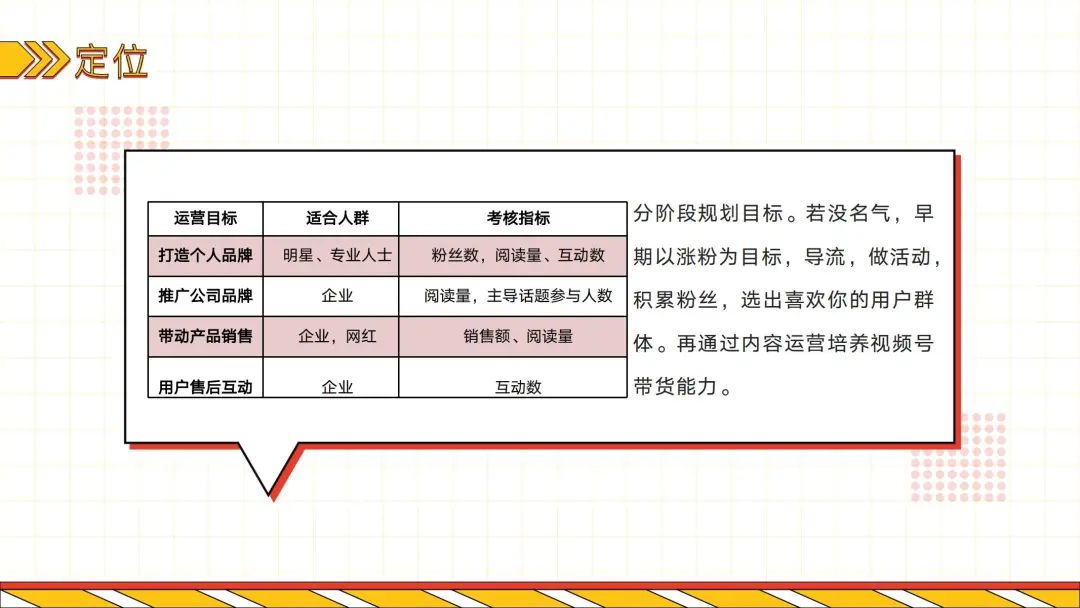 定位
运营目标 适合人群 考核指标
打造个人品牌 明星、专业人士 粉丝数，阅读量、互动数
推广公司品牌 企业 阅读量，主导话题参与人数
带动产品销售 企业，网红 销售额、阅读量
用户售后互动 企业 互动数
分阶段规划目标。若没名气，早
期以涨粉为目标，导流，做活动，
积累粉丝，选出喜欢你的用户群
体。再通过内容运营培养视频号
带货能力。